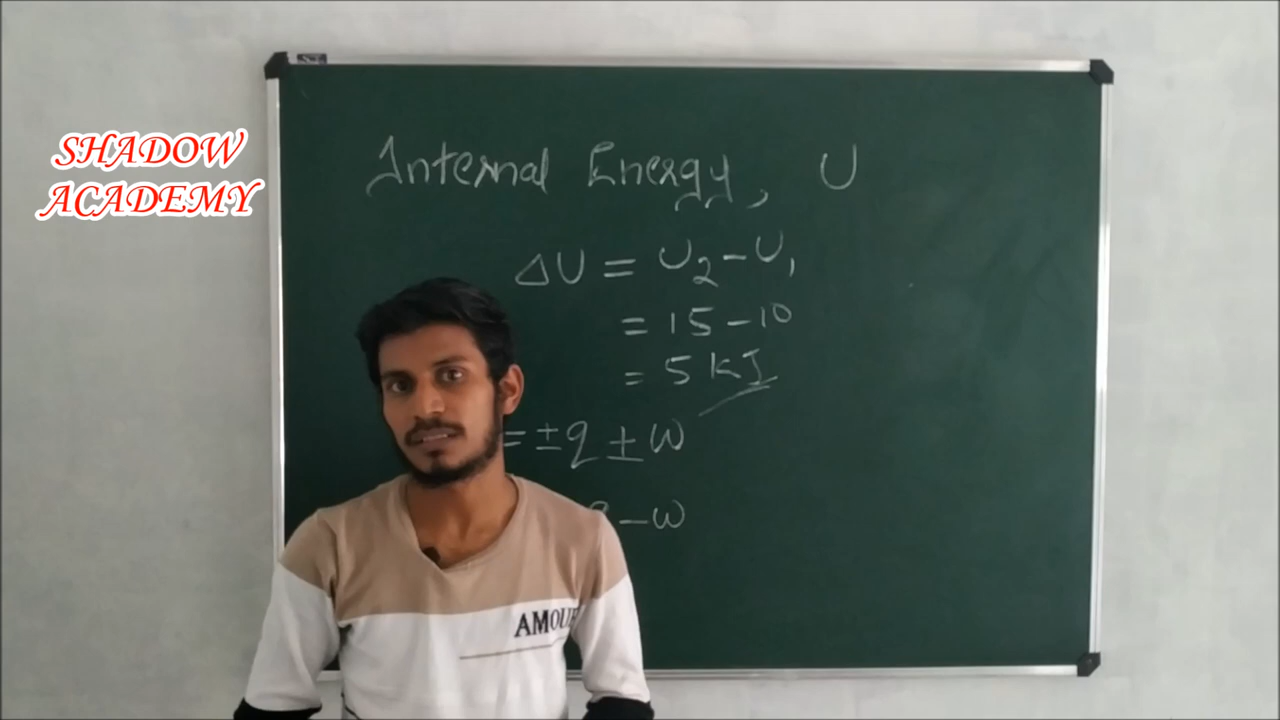 SHADOW
ACADEMY
Internal Energy, U
ΔU = U₂ - U₁
= 15 - 10
= 5 KJ
= ± q ± w
- w
AMOUR